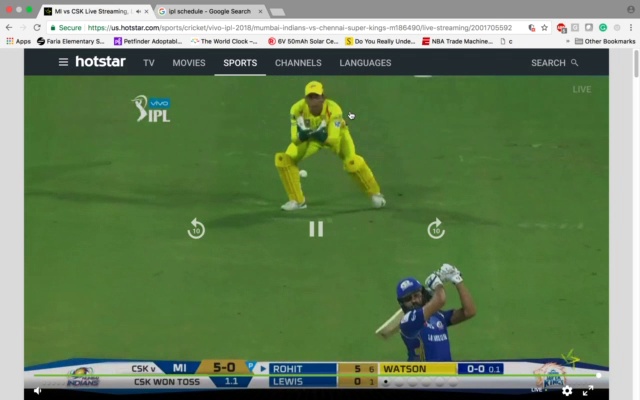 MI vs CSK Live Streaming,
ipl schedule - Google Search
Secure https://us.hotstar.com/sports/cricket/vivo-ipl-2018/mumbai-indians-vs-chennai-super-kings-m186490/live-streaming/2001705592
Apps Faria Elementary S... Petfinder Adoptabl... The World Clock –... 6V 50mAh Solar Ce... Do You Really Unde... NBA Trade Machine... c » Other Bookmarks
hotstar TV MOVIES SPORTS CHANNELS LANGUAGES SEARCH
vivo
IPL
LIVE
10 10
CSK v MI 5-0 P ROHIT 5 6 WATSON 0-0 0.1
CSK WON TOSS 1.1 LEWIS 0 1
INDIANS
LIVE